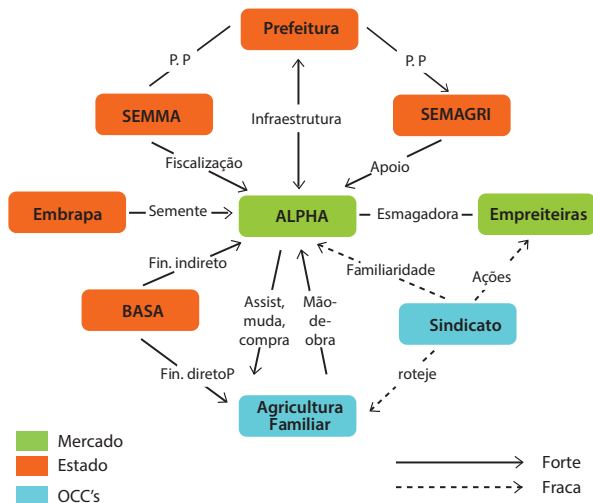 Prefeitura
P. P
P. P
SEMMA
Infraestrutura
SEMAGRI
Fiscalização
Apoio
Embrapa
Semente
ALPHA
Esmagadora
Empreiteiras
Fin. indireto
Familiaridade
Ações
BASA
Assist,
muda,
compra
Mão-
de-
obra
Sindicato
Fin. diretoP
roteje
Agricultura
Familiar
Mercado
Estado
OCC's
Forte
Fraca